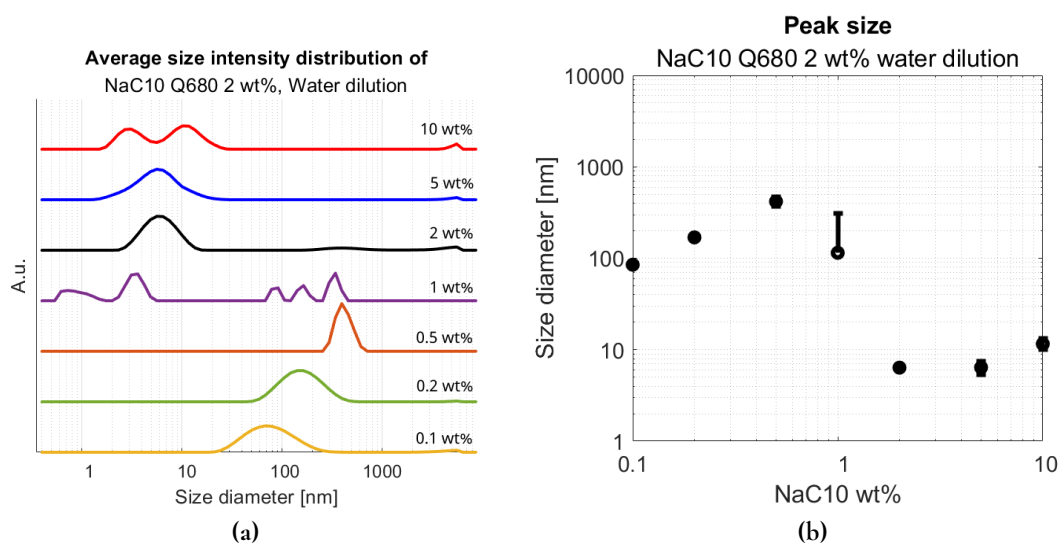 Average size intensity distribution of
NaC10 Q680 2 wt%, Water dilution
10 wt%
5 wt%
2 wt%
1 wt%
0.5 wt%
0.2 wt%
0.1 wt%
A.u.
1 10 100 1000
Size diameter [nm]
(a)
Peak size
NaC10 Q680 2 wt% water dilution
10000
1000
100
10
1
Size diameter [nm]
0.1 1 10
NaC10 wt%
(b)